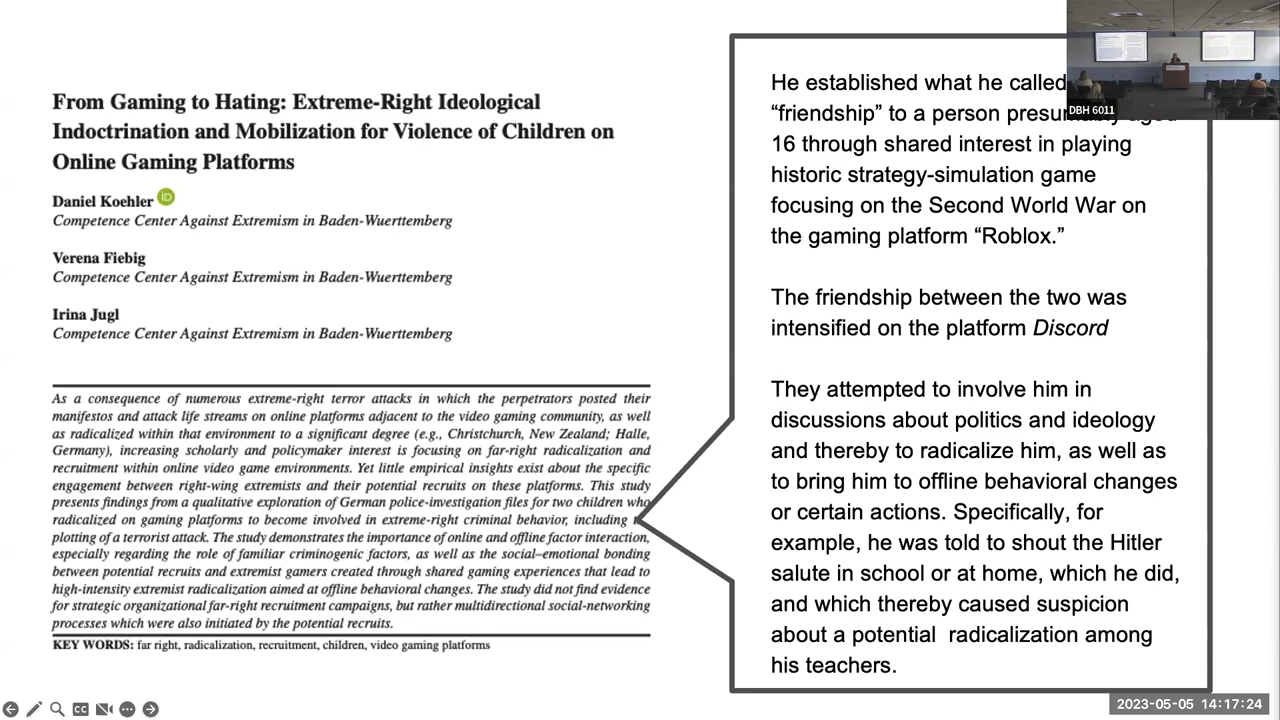 From Gaming to Hating: Extreme-Right Ideological
Indoctrination and Mobilization for Violence of Children on
Online Gaming Platforms
Daniel Koehler iD
Competence Center Against Extremism in Baden-Wuerttemberg
Verena Fiebig
Competence Center Against Extremism in Baden-Wuerttemberg
Irina Jugl
Competence Center Against Extremism in Baden-Wuerttemberg
As a consequence of numerous extreme-right terror attacks in which the perpetrators posted their
manifestos and attack life streams on online platforms adjacent to the video gaming community, as well
as radicalized within that environment to a significant degree (e.g., Christchurch, New Zealand; Halle,
Germany), increasing scholarly and policymaker interest is focusing on far-right radicalization and
recruitment within online video game environments. Yet little empirical insights exist about the specific
engagement between right-wing extremists and their potential recruits on these platforms. This study
presents findings from a qualitative exploration of German police-investigation files for two children who
radicalized on gaming platforms to become involved in extreme-right criminal behavior, including
plotting of a terrorist attack. The study demonstrates the importance of online and offline factor interaction,
especially regarding the role of familiar criminogenic factors, as well as the social–emotional bonding
between potential recruits and extremist gamers created through shared gaming experiences that lead to
high-intensity extremist radicalization aimed at offline behavioral changes. The study did not find evidence
for strategic organizational far-right recruitment campaigns, but rather multidirectional social-networking
processes which were also initiated by the potential recruits.
KEY WORDS: far right, radicalization, recruitment, children, video gaming platforms
He established what he called
“friendship” to a person presumably aged
16 through shared interest in playing
historic strategy-simulation game
focusing on the Second World War on
the gaming platform “Roblox.”
The friendship between the two was
intensified on the platform Discord
They attempted to involve him in
discussions about politics and ideology
and thereby to radicalize him, as well as
to bring him to offline behavioral changes
or certain actions. Specifically, for
example, he was told to shout the Hitler
salute in school or at home, which he did,
and which thereby caused suspicion
about a potential radicalization among
his teachers.
DBH 6011
CC
2023-05-05 14:17:24